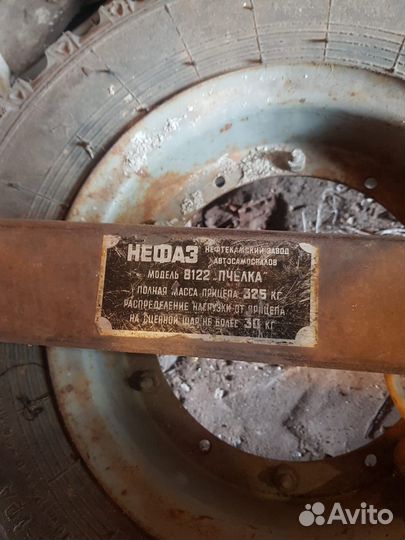 НЕФАЗ НЕФТЕКАМСКИЙ ЗАВОД
АВТОСАМОСВАЛОВ
МОДЕЛЬ 8122 „ПЧЁЛКА"
ПОЛНАЯ МАССА ПРИЦЕПА 325 КГ
РАСПРЕДЕЛЕНИЕ НАГРУЗКИ ОТ ПРИЦЕПА
НА СЦЕПНОЙ ШАР НЕ БОЛЕЕ 30 КГ
Avito